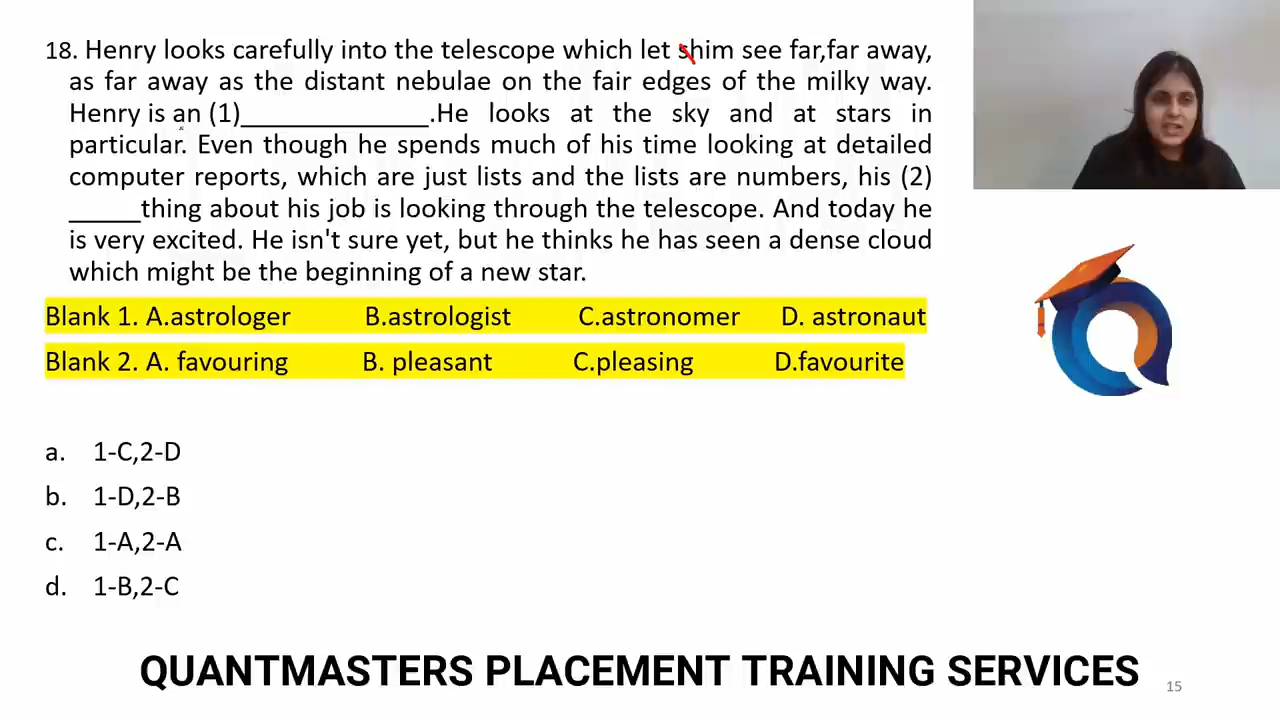 18. Henry looks carefully into the telescope which let shim see far,far away,
as far away as the distant nebulae on the fair edges of the milky way.
Henry is an (1)_____________.He looks at the sky and at stars in
particular. Even though he spends much of his time looking at detailed
computer reports, which are just lists and the lists are numbers, his (2)
_____thing about his job is looking through the telescope. And today he
is very excited. He isn't sure yet, but he thinks he has seen a dense cloud
which might be the beginning of a new star.
Blank 1. A.astrologer B.astrologist C.astronomer D. astronaut
Blank 2. A. favouring B. pleasant C.pleasing D.favourite
a. 1-C,2-D
b. 1-D,2-B
c. 1-A,2-A
d. 1-B,2-C
QUANTMASTERS PLACEMENT TRAINING SERVICES
15